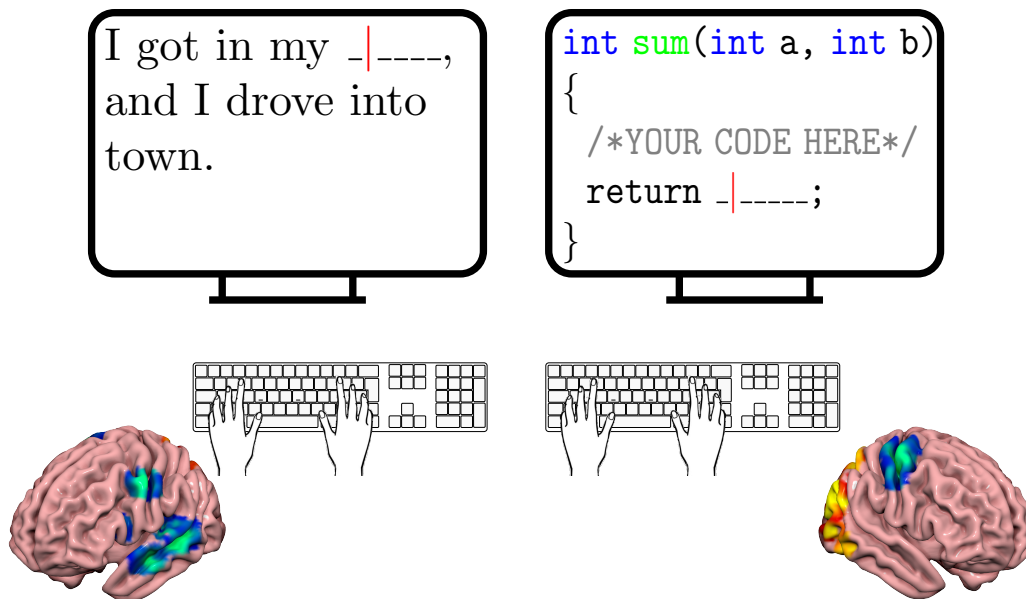 I got in my _|____,
and I drove into
town.
int sum(int a, int b)
{
/*YOUR CODE HERE*/
return _|_____;
}